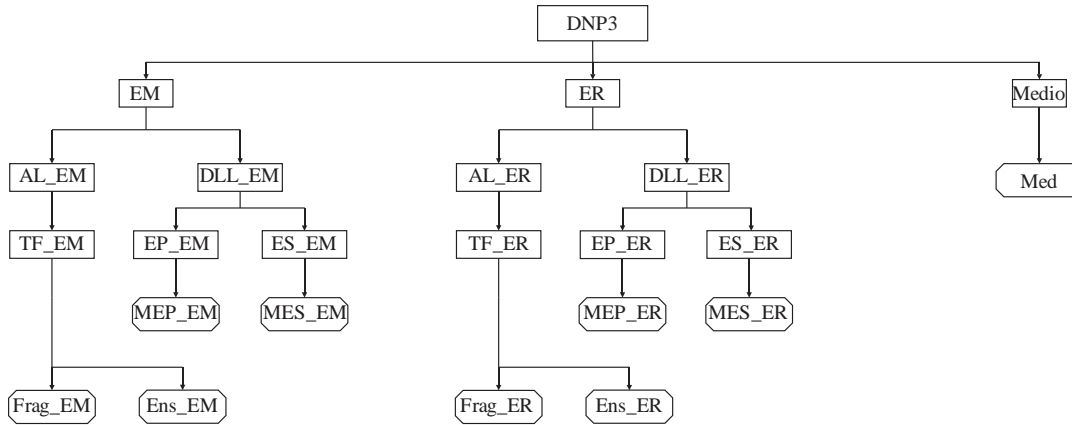 DNP3
EM
ER
Medio
AL_EM
DLL_EM
AL_ER
DLL_ER
Med
TF_EM
EP_EM
ES_EM
TF_ER
EP_ER
ES_ER
MEP_EM
MES_EM
MEP_ER
MES_ER
Frag_EM
Ens_EM
Frag_ER
Ens_ER